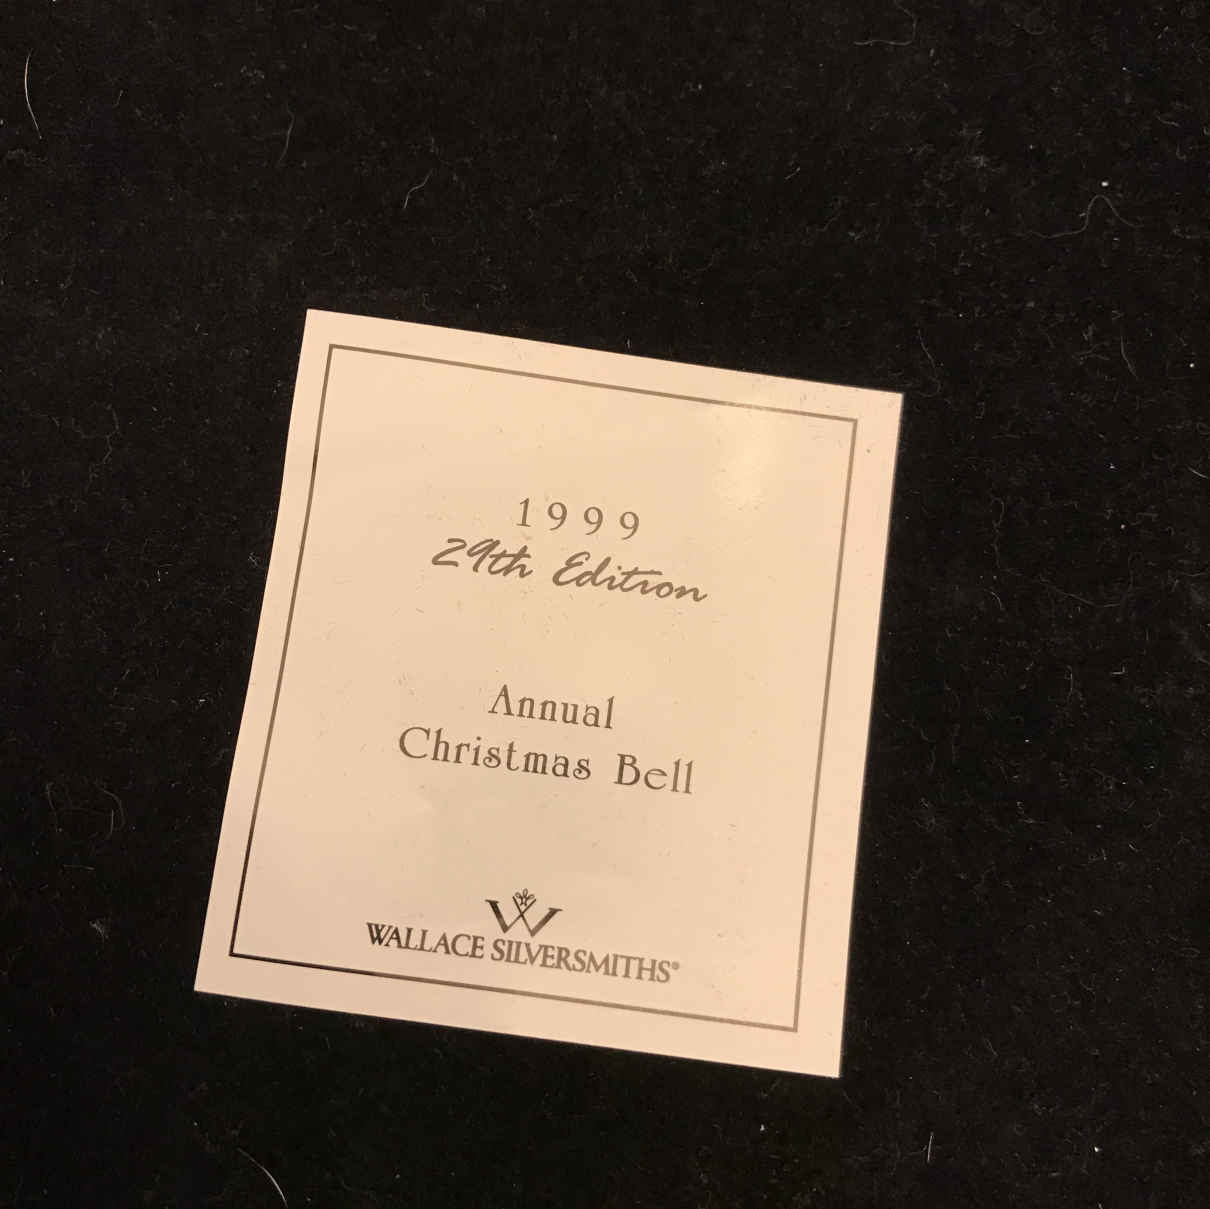 1999
29th Edition
Annual
Christmas Bell
WALLACE SILVERSMITHS®